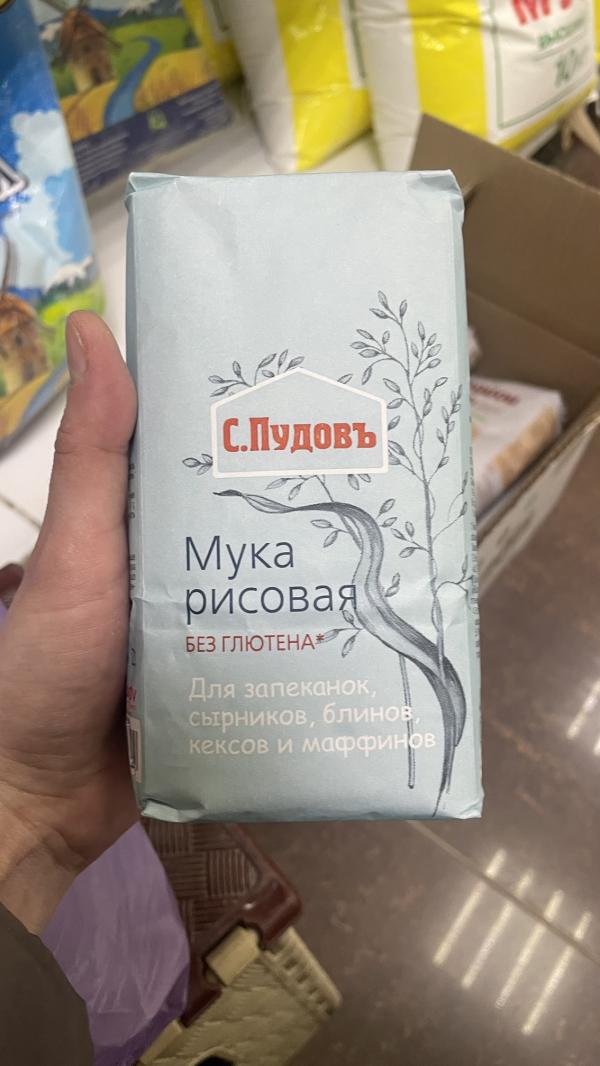 С.Пудовъ
Мука
рисовая
БЕЗ ГЛЮТЕНА*
Для запеканок,
сырников, блинов,
кексов и маффинов